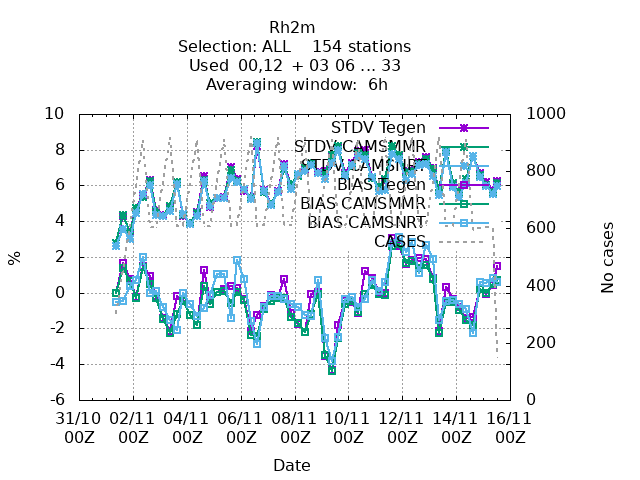 Rh2m
Selection: ALL 154 stations
Used 00,12 + 03 06 ... 33
Averaging window: 6h
10
8
6
4
2
0
-2
-4
-6
%
1000
800
600
400
200
0
No cases
STDV Tegen
STDV CAMSMMR
STDV CAMSNRT
BIAS Tegen
BIAS CAMSMMR
BIAS CAMSNRT
CASES
31/10 02/11 04/11 06/11 08/11 10/11 12/11 14/11 16/11
00Z 00Z 00Z 00Z 00Z 00Z 00Z 00Z 00Z
Date